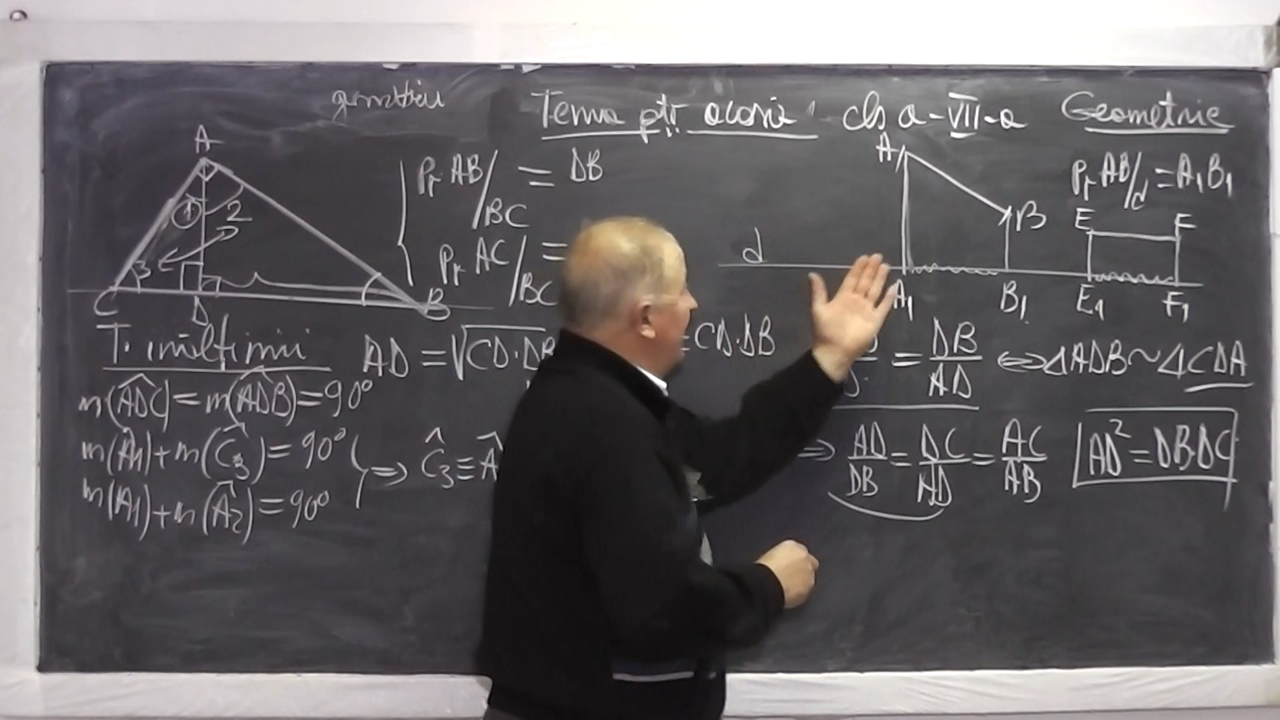 geometrie
Tema ptr acasă: cls a-VII-a Geometrie
A
1
2
3
C
D
B
Pr AB/BC = DB
Pr AC/BC =
d
A
B
A₁
B₁
Pr AB/d = A₁B₁
E F
E₁ F₁
T. înălțimii
AD = √CD·DB
=CD·DB
= DB/AD ⇔ ΔADB ~ ΔCDA
m(ADC) = m(ADB) = 90°
m(A1) + m(C3) = 90°
m(A1) + m(A2) = 90°
} ⇒ Ĉ3 ≡ Â
⇒ AD/DB = DC/AD = AC/AB
AD² = DB·DC